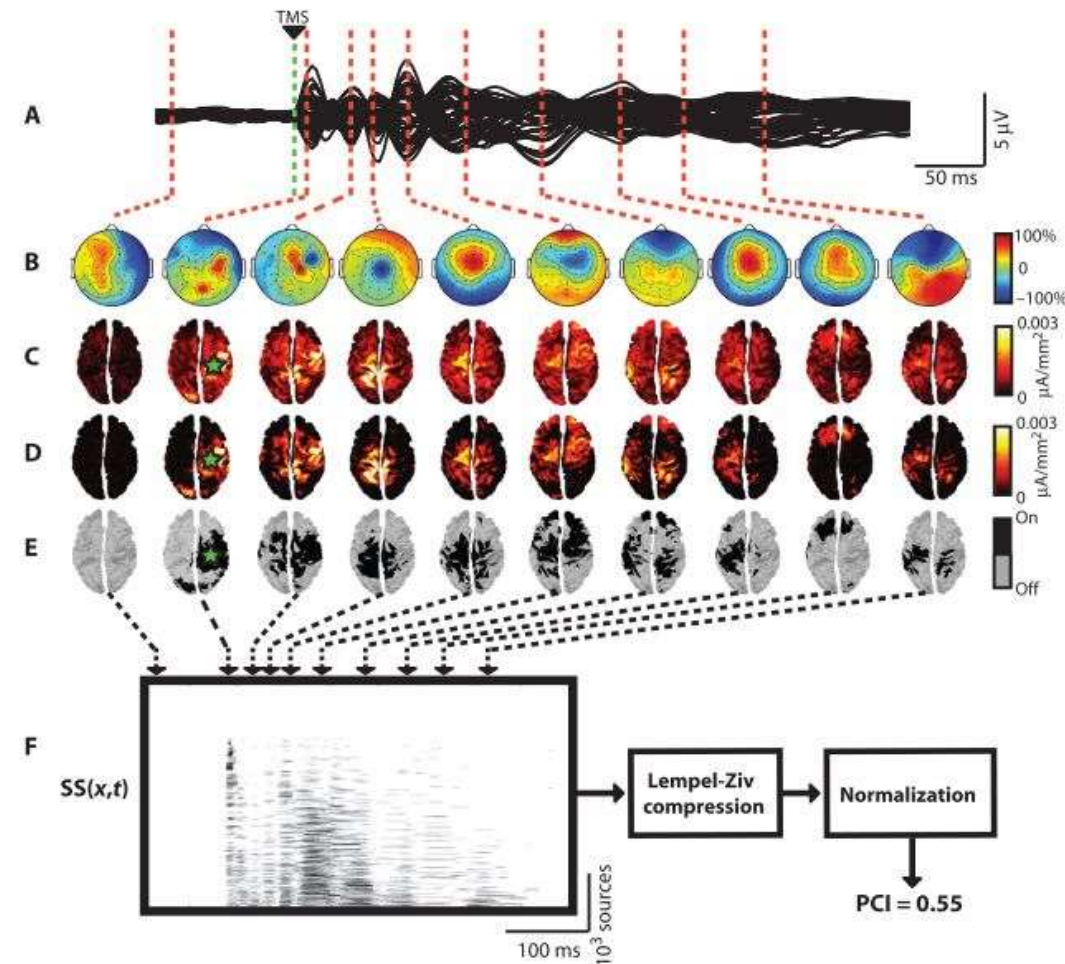 TMS
A
5 µV
50 ms
B
100%
0
−100%
C
0.003
0
µA/mm²
D
0.003
0
µA/mm²
E
On
Off
F
SS(x,t)
Lempel-Ziv
compression
Normalization
PCI = 0.55
10³ sources
100 ms